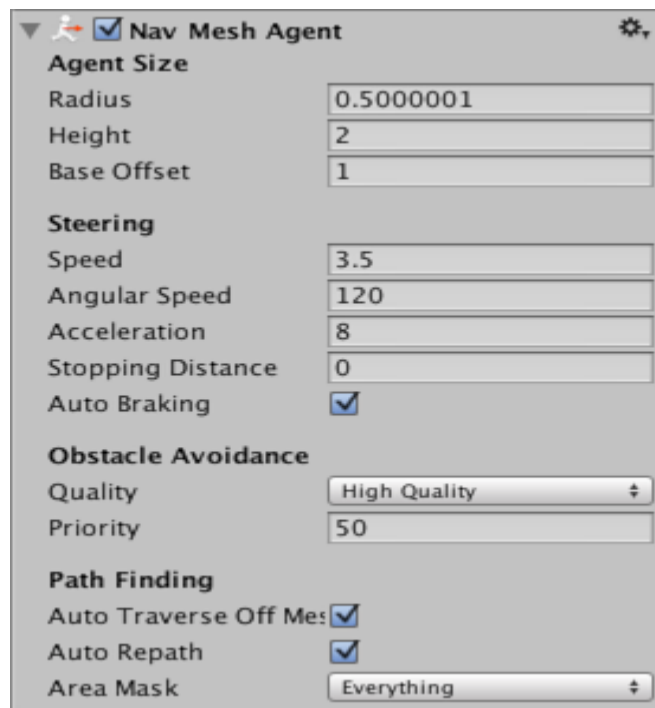 Nav Mesh Agent
Agent Size
Radius 0.5000001
Height 2
Base Offset 1
Steering
Speed 3.5
Angular Speed 120
Acceleration 8
Stopping Distance 0
Auto Braking
Obstacle Avoidance
Quality High Quality
Priority 50
Path Finding
Auto Traverse Off Mes
Auto Repath
Area Mask Everything